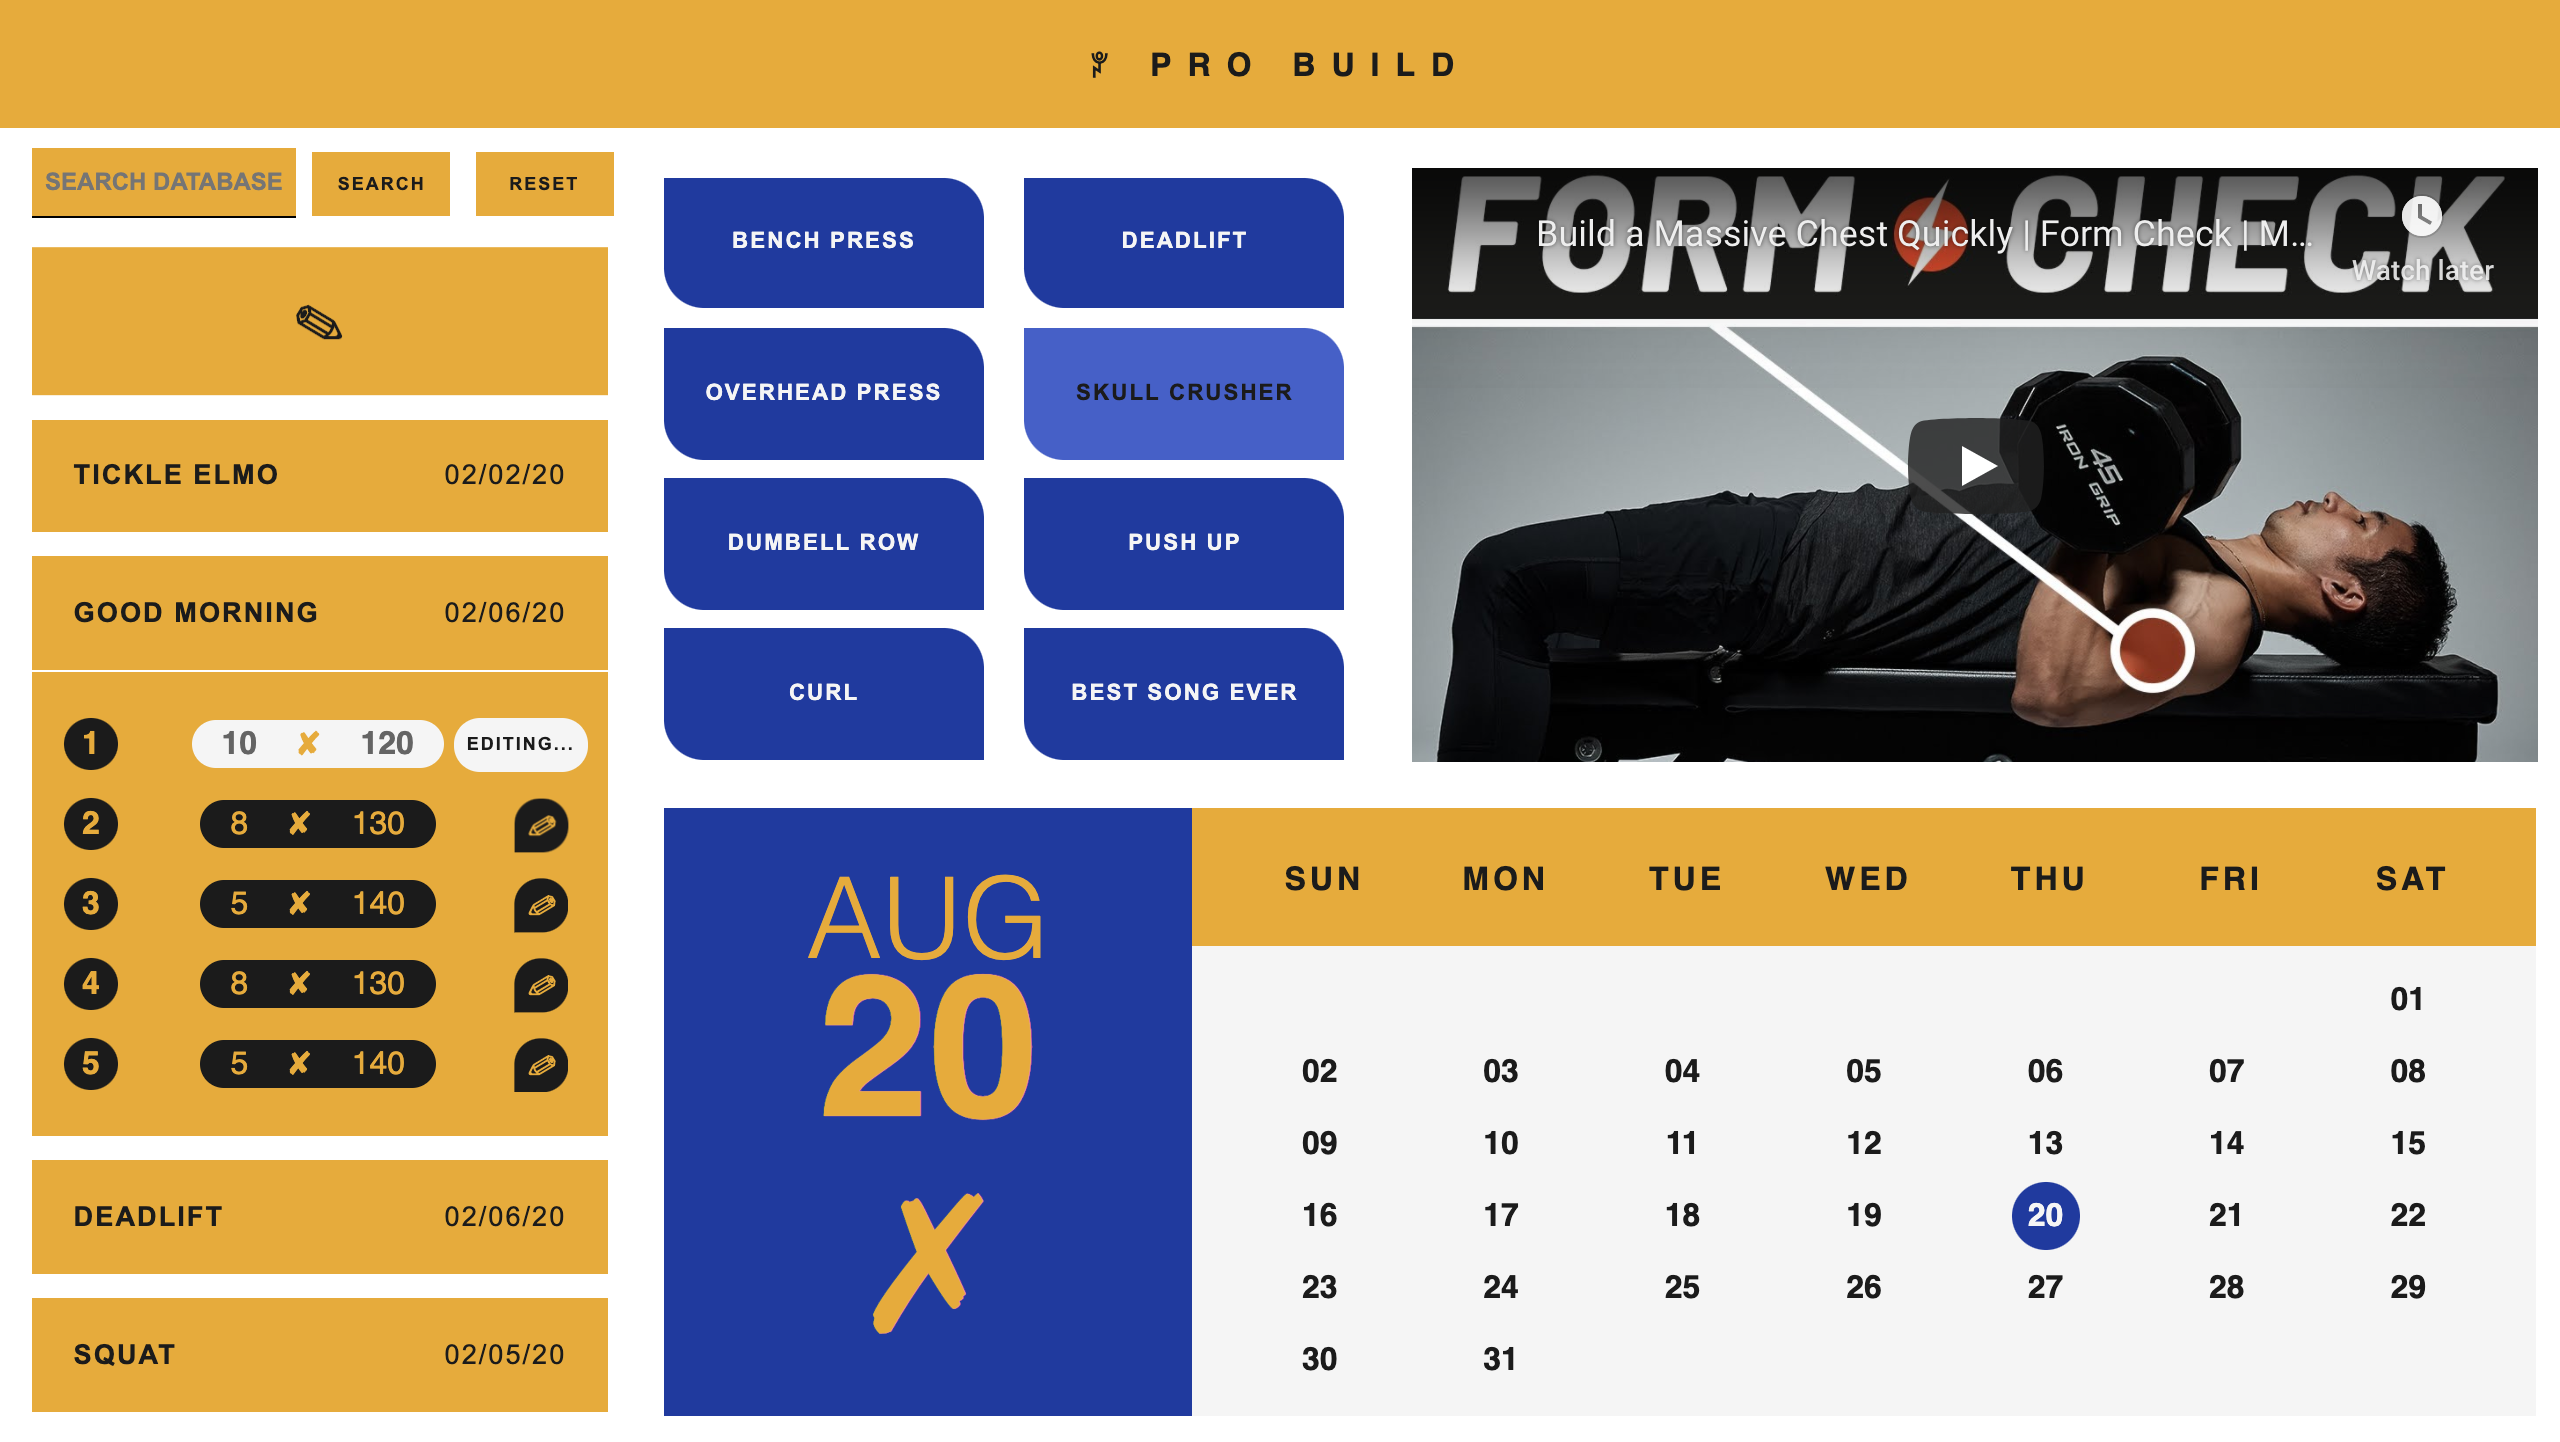 PRO BUILD
SEARCH DATABASE
SEARCH
RESET
TICKLE ELMO 02/02/20
GOOD MORNING 02/06/20
1 10 ✘ 120 EDITING...
2 8 ✘ 130
3 5 ✘ 140
4 8 ✘ 130
5 5 ✘ 140
DEADLIFT 02/06/20
SQUAT 02/05/20
BENCH PRESS
DEADLIFT
OVERHEAD PRESS
SKULL CRUSHER
DUMBELL ROW
PUSH UP
CURL
BEST SONG EVER
FORM CHECK
Build a Massive Chest Quickly | Form Check | M...
Watch later
IRON 45 GRIP
AUG
20
✗
SUN MON TUE WED THU FRI SAT
01
02 03 04 05 06 07 08
09 10 11 12 13 14 15
16 17 18 19 20 21 22
23 24 25 26 27 28 29
30 31